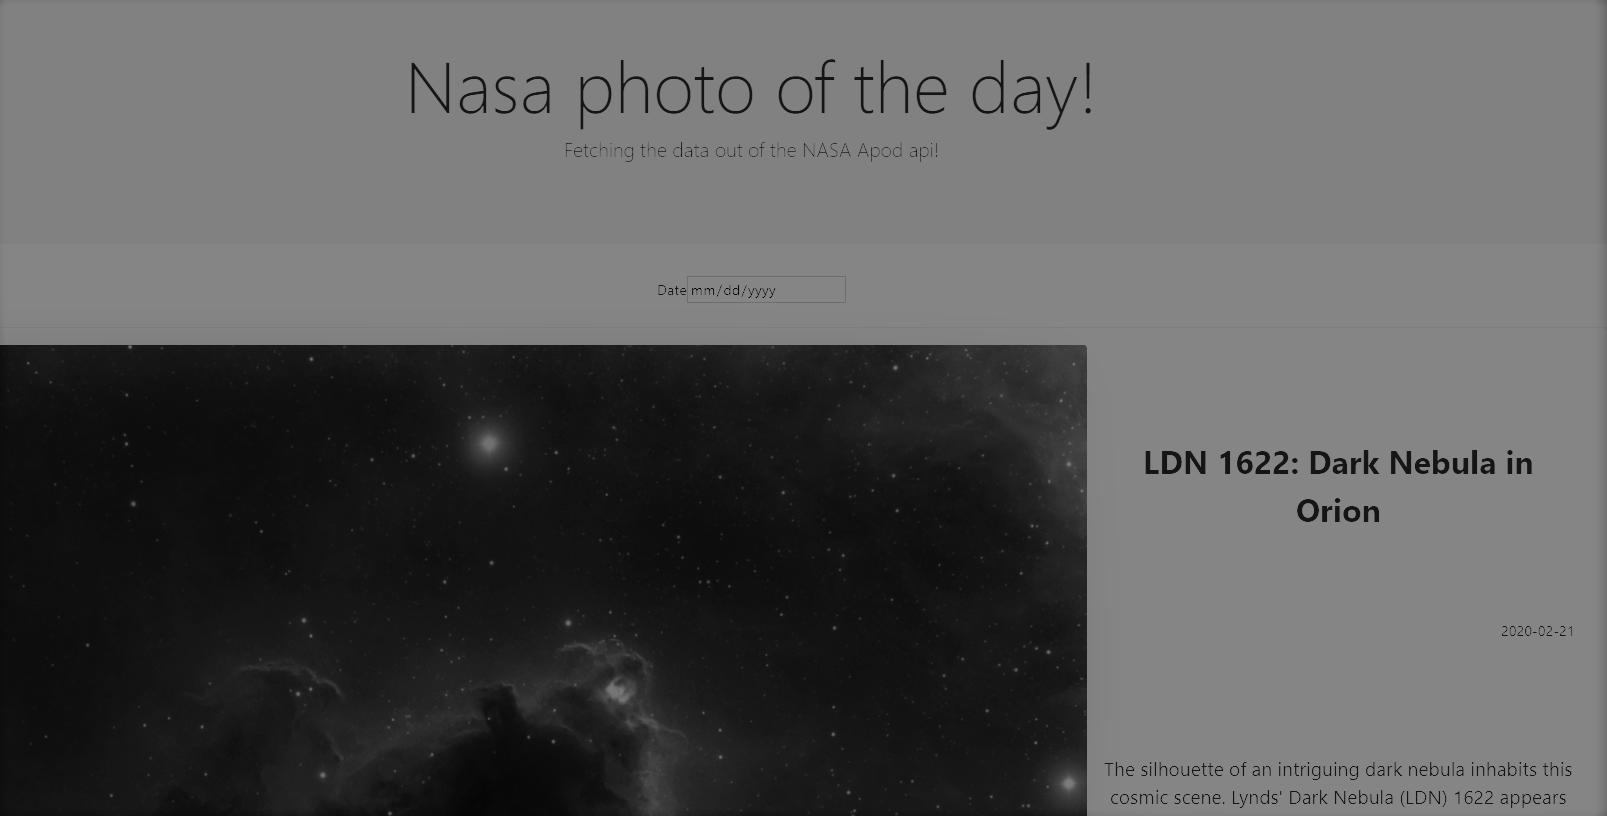 Nasa photo of the day!
Fetching the data out of the NASA Apod api!
Date mm/dd/yyyy
LDN 1622: Dark Nebula in
Orion
2020-02-21
The silhouette of an intriguing dark nebula inhabits this
cosmic scene. Lynds' Dark Nebula (LDN) 1622 appears